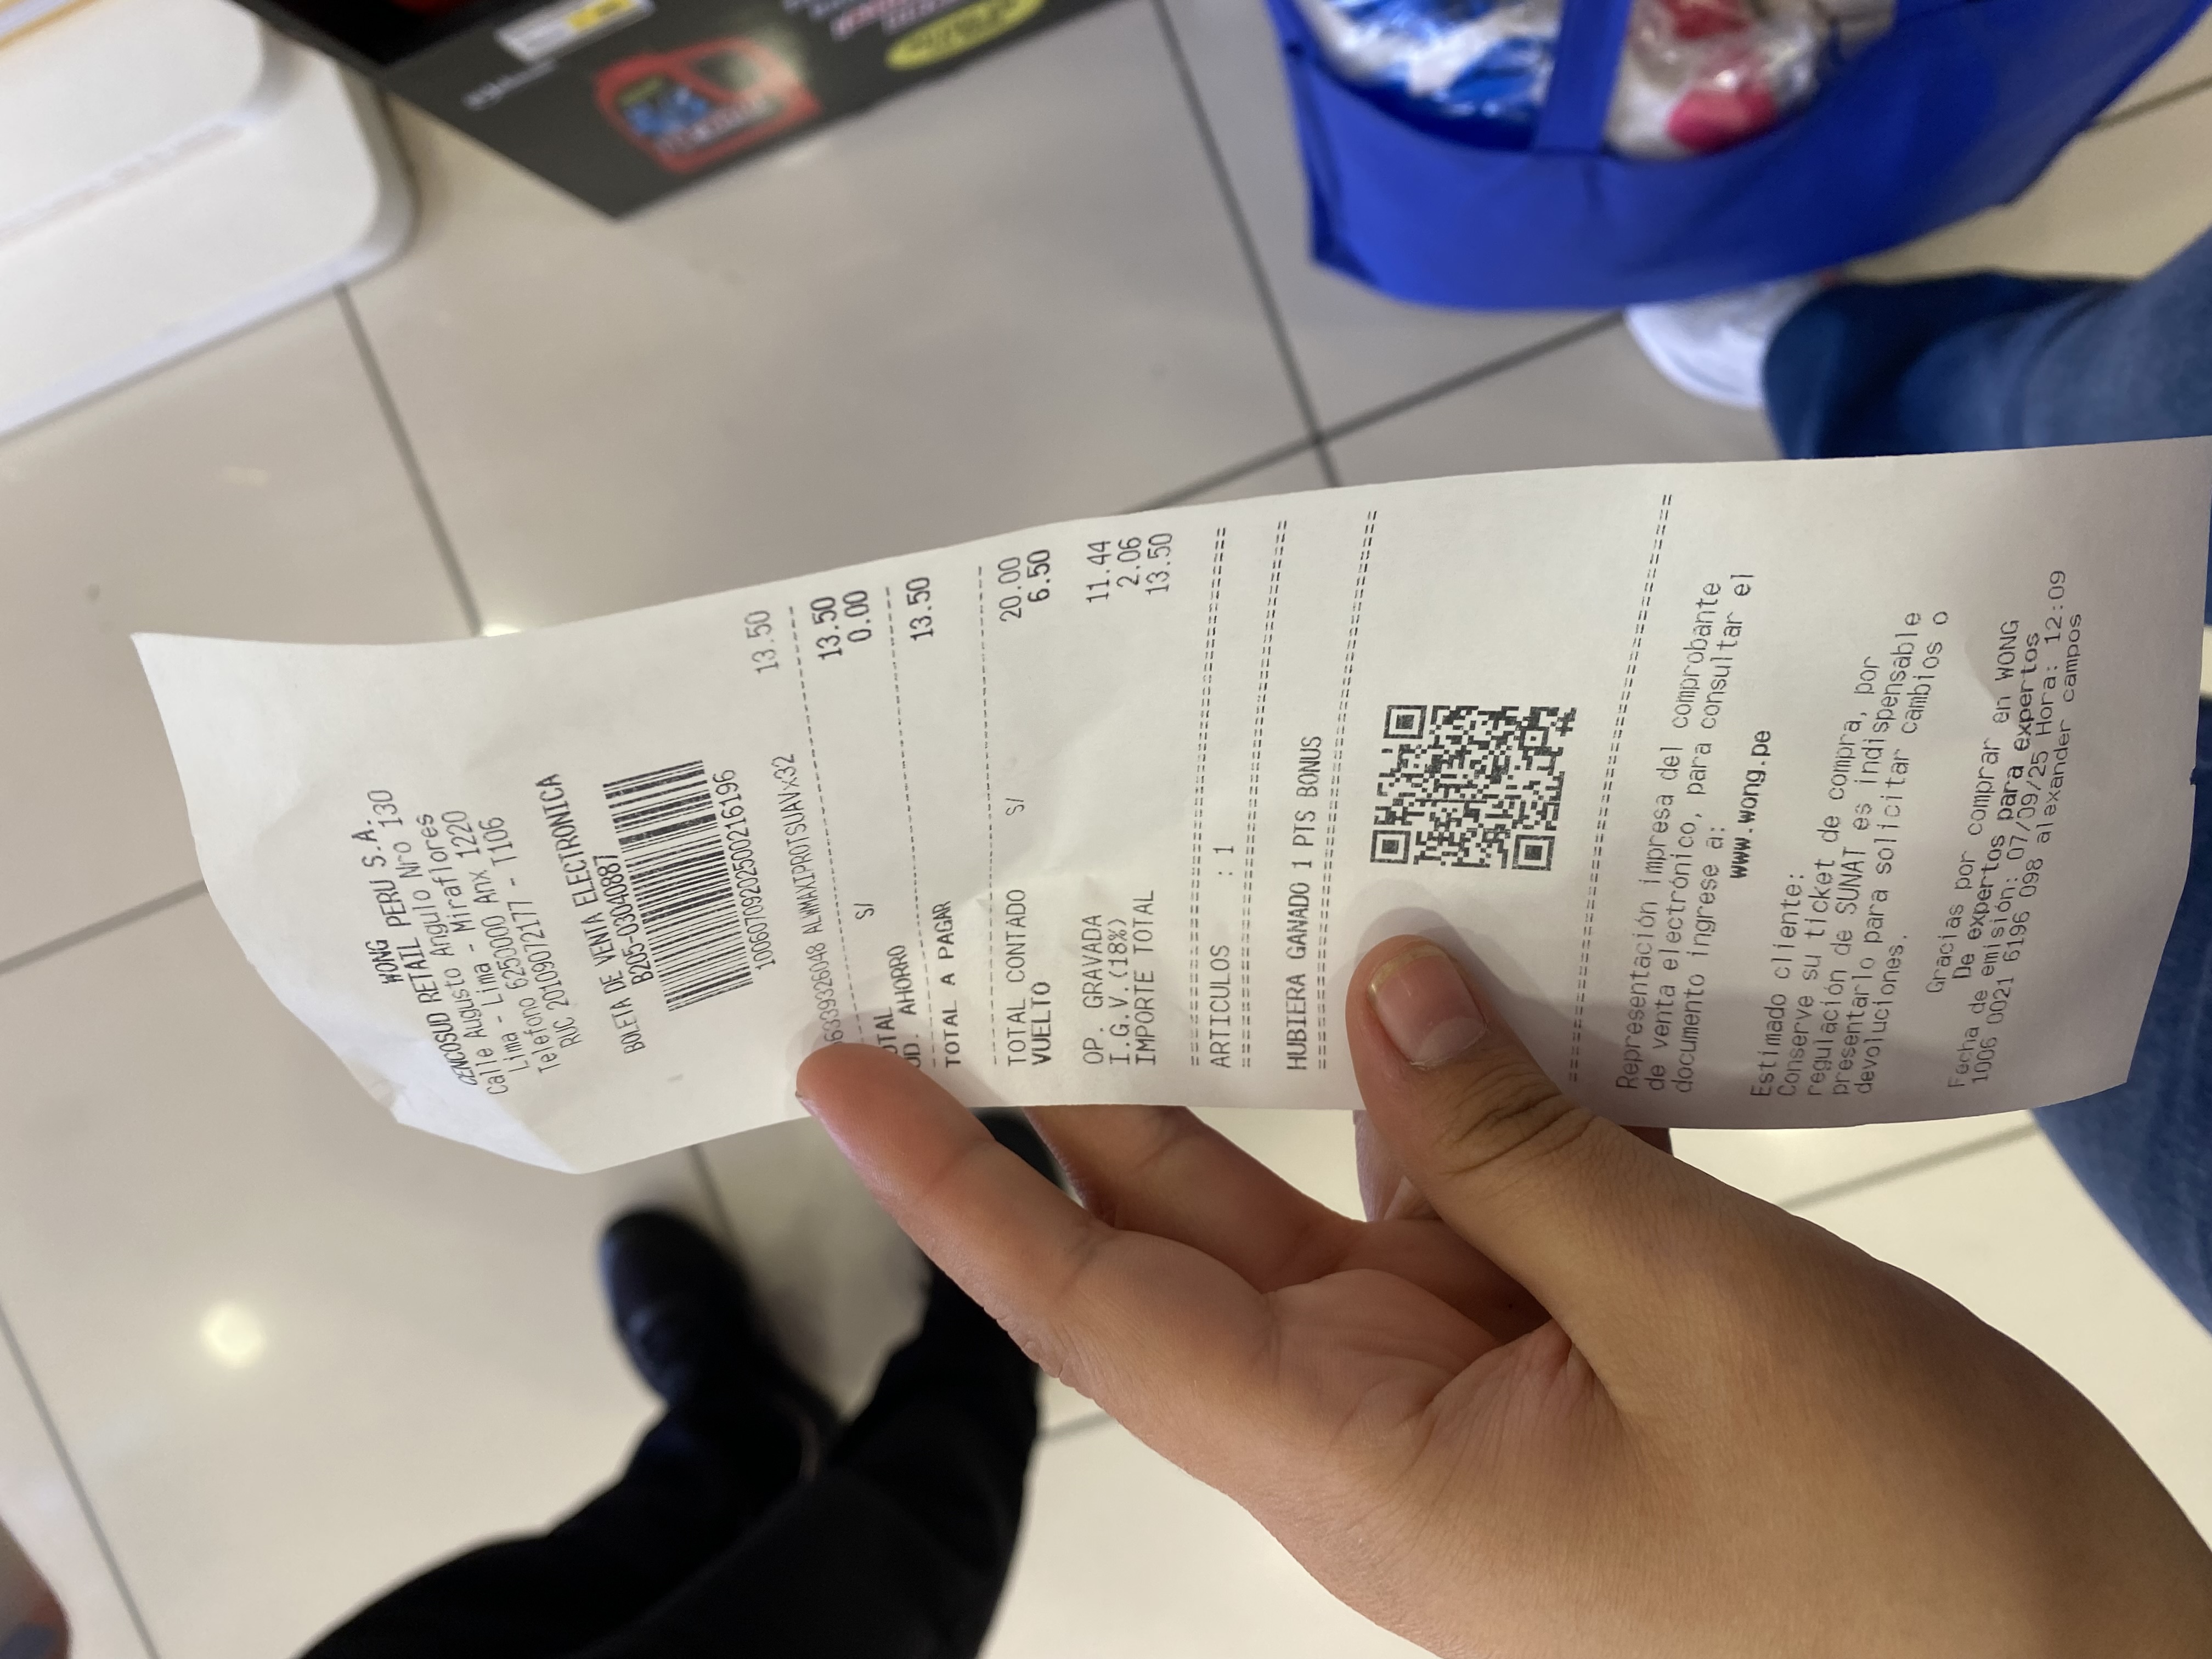 WONG
CENCOSUD RETAIL PERU S.A.
Calle Augusto Angulo Nro 130
Lima - Lima - Miraflores
Telefono 6250000 Anx 1220
RUC 20109072177 - T106
BOLETA DE VENTA ELECTRONICA
B205-03040887
1006070920250021 6196
6339326048 ALWMAXIPROTSUAVx32 13.50
OTAL S/ 13.50
OD. AHORRO 0.00
TOTAL A PAGAR 13.50
TOTAL CONTADO S/ 20.00
VUELTO 6.50
OP. GRAVADA 11.44
I.G.V.(18%) 2.06
IMPORTE TOTAL 13.50
ARTICULOS : 1
HUBIERA GANADO 1 PTS BONUS
Representación impresa del comprobante
de venta electrónico, para consultar el
documento ingrese a:
www.wong.pe
Estimado cliente:
Conserve su ticket de compra, por
regulación de SUNAT es indispensable
presentarlo para solicitar cambios o
devoluciones.
Gracias por comprar en WONG
De expertos para expertos
Fecha de emisión: 07/09/25 Hora: 12:09
1006 0021 6196 098 alexander campos